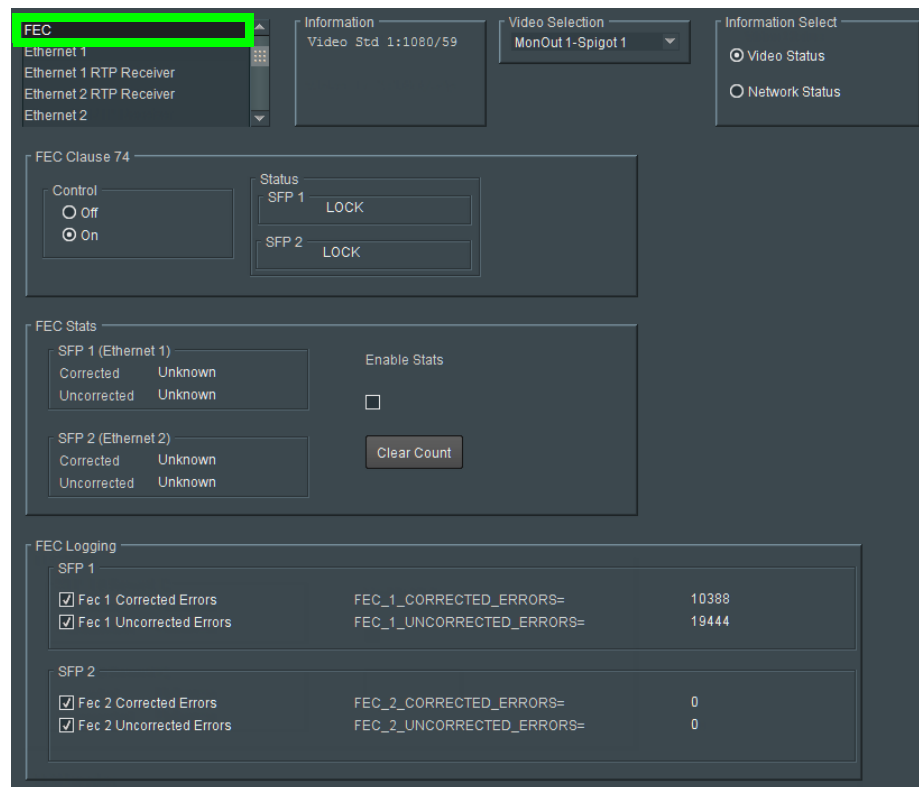 FEC
Ethernet 1
Ethernet 1 RTP Receiver
Ethernet 2 RTP Receiver
Ethernet 2
Information
Video Std 1:1080/59
Video Selection
MonOut 1-Spigot 1
Information Select
Video Status
Network Status
FEC Clause 74
Control
Off
On
Status
SFP 1
LOCK
SFP 2
LOCK
FEC Stats
SFP 1 (Ethernet 1)
Corrected Unknown
Uncorrected Unknown
SFP 2 (Ethernet 2)
Corrected Unknown
Uncorrected Unknown
Enable Stats
Clear Count
FEC Logging
SFP 1
Fec 1 Corrected Errors FEC_1_CORRECTED_ERRORS= 10388
Fec 1 Uncorrected Errors FEC_1_UNCORRECTED_ERRORS= 19444
SFP 2
Fec 2 Corrected Errors FEC_2_CORRECTED_ERRORS= 0
Fec 2 Uncorrected Errors FEC_2_UNCORRECTED_ERRORS= 0